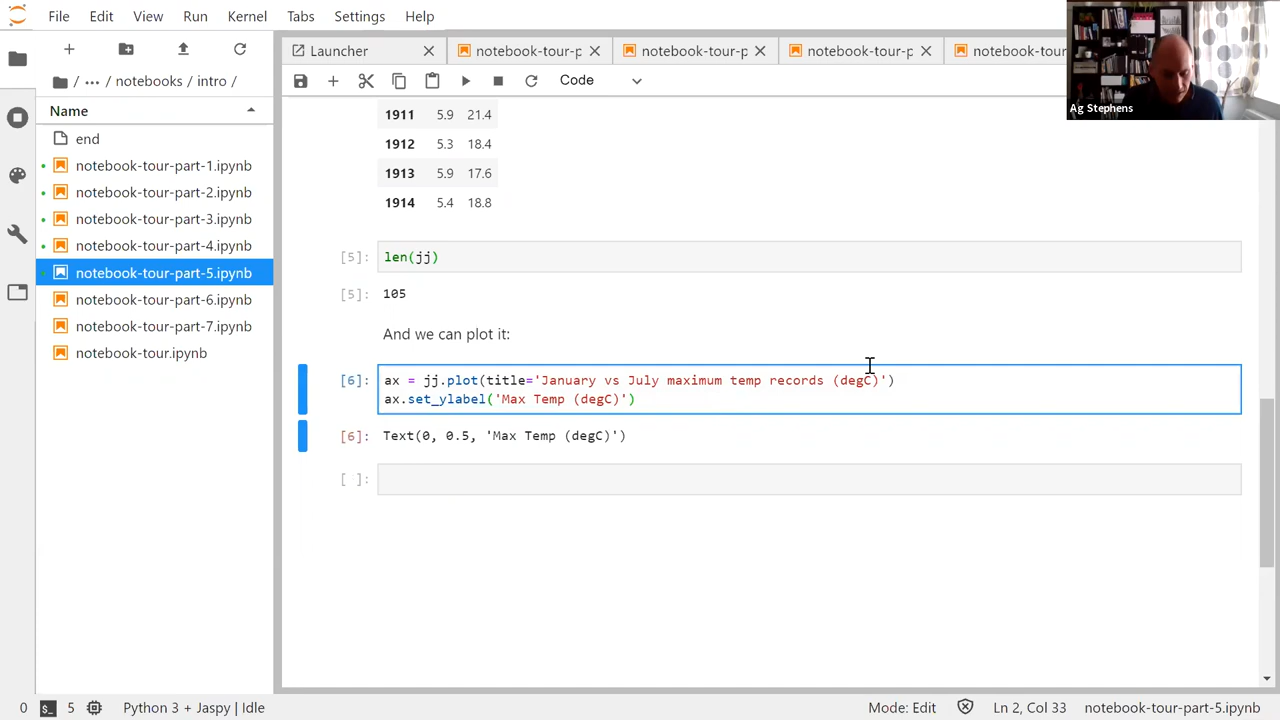 File Edit View Run Kernel Tabs Settings Help
Launcher notebook-tour-p notebook-tour-p notebook-tour-p notebook-tour
/ ... / notebooks / intro /
Code
Name
end
notebook-tour-part-1.ipynb
notebook-tour-part-2.ipynb
notebook-tour-part-3.ipynb
notebook-tour-part-4.ipynb
notebook-tour-part-5.ipynb
notebook-tour-part-6.ipynb
notebook-tour-part-7.ipynb
notebook-tour.ipynb
Ag Stephens
1911 5.9 21.4
1912 5.3 18.4
1913 5.9 17.6
1914 5.4 18.8
[5]: len(jj)
[5]: 105
And we can plot it:
[6]: ax = jj.plot(title='January vs July maximum temp records (degC)')
ax.set_ylabel('Max Temp (degC)')
[6]: Text(0, 0.5, 'Max Temp (degC)')
[ ]:
0 5 Python 3 + Jaspy | Idle Mode: Edit Ln 2, Col 33 notebook-tour-part-5.ipynb